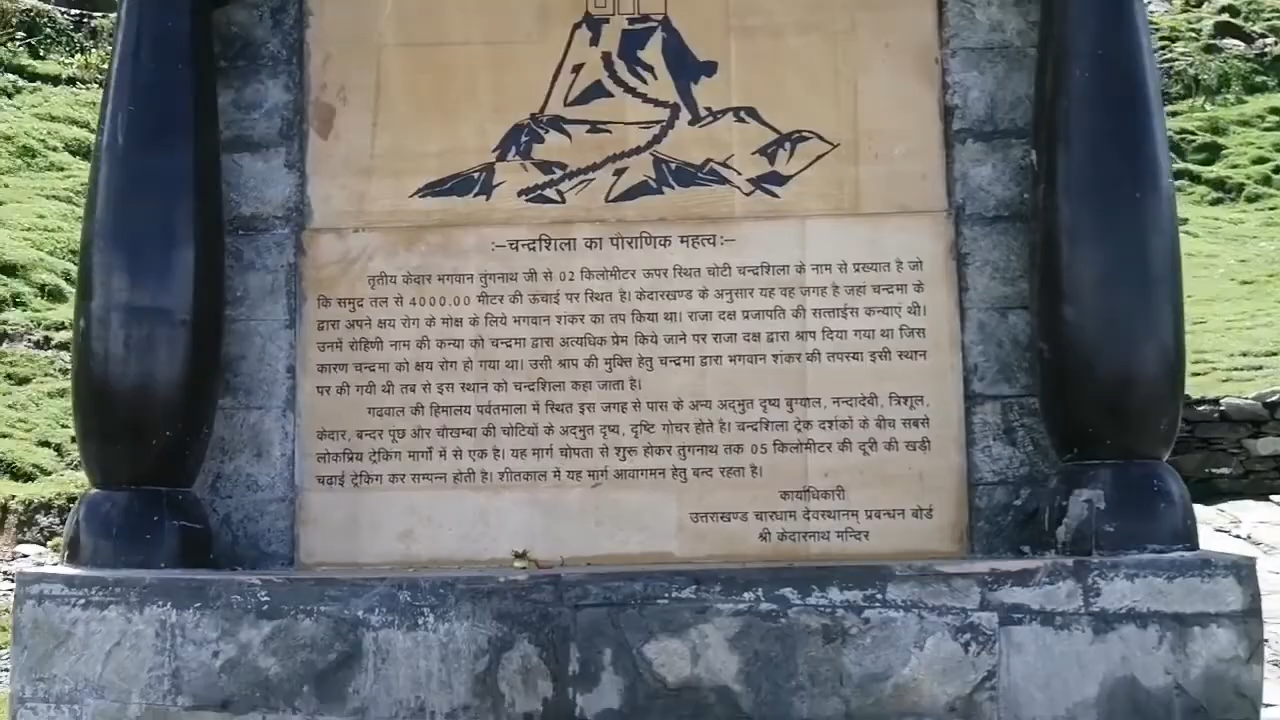 :–चन्द्रशिला का पौराणिक महत्वः–
तृतीय केदार भगवान तुंगनाथ जी से 02 किलोमीटर ऊपर स्थित चोटी चन्द्रशिला के नाम से प्रख्यात है जो
कि समुद्र तल से 4000.00 मीटर की ऊंचाई पर स्थित है। केदारखण्ड के अनुसार यह वह जगह है जहां चन्द्रमा के
द्वारा अपने क्षय रोग के मोक्ष के लिये भगवान शंकर का तप किया था। राजा दक्ष प्रजापति की सत्ताईस कन्याएं थी।
उनमें रोहिणी नाम की कन्या को चन्द्रमा द्वारा अत्यधिक प्रेम किये जाने पर राजा दक्ष द्वारा श्राप दिया गया था जिस
कारण चन्द्रमा को क्षय रोग हो गया था। उसी श्राप की मुक्ति हेतु चन्द्रमा द्वारा भगवान शंकर की तपस्या इसी स्थान
पर की गयी थी तब से इस स्थान को चन्द्रशिला कहा जाता है।
गढवाल की हिमालय पर्वतमाला में स्थित इस जगह से पास के अन्य अद्भुत दृष्य बुग्याल, नन्दादेवी, त्रिशूल,
केदार, बन्दर पूंछ और चौखम्बा की चोटियों के अद्भुत दृष्य, दृष्टि गोचर होते है। चन्द्रशिला ट्रेक दर्शकों के बीच सबसे
लोकप्रिय ट्रेकिंग मार्गों में से एक है। यह मार्ग चोपता से शुरू होकर तुंगनाथ तक 05 किलोमीटर की दूरी की खड़ी
चढाई ट्रेकिंग कर सम्पन्न होती है। शीतकाल में यह मार्ग आवागमन हेतु बन्द रहता है।
कार्याधिकारी
उत्तराखण्ड चारधाम देवस्थानम् प्रबन्धन बोर्ड
श्री केदारनाथ मन्दिर